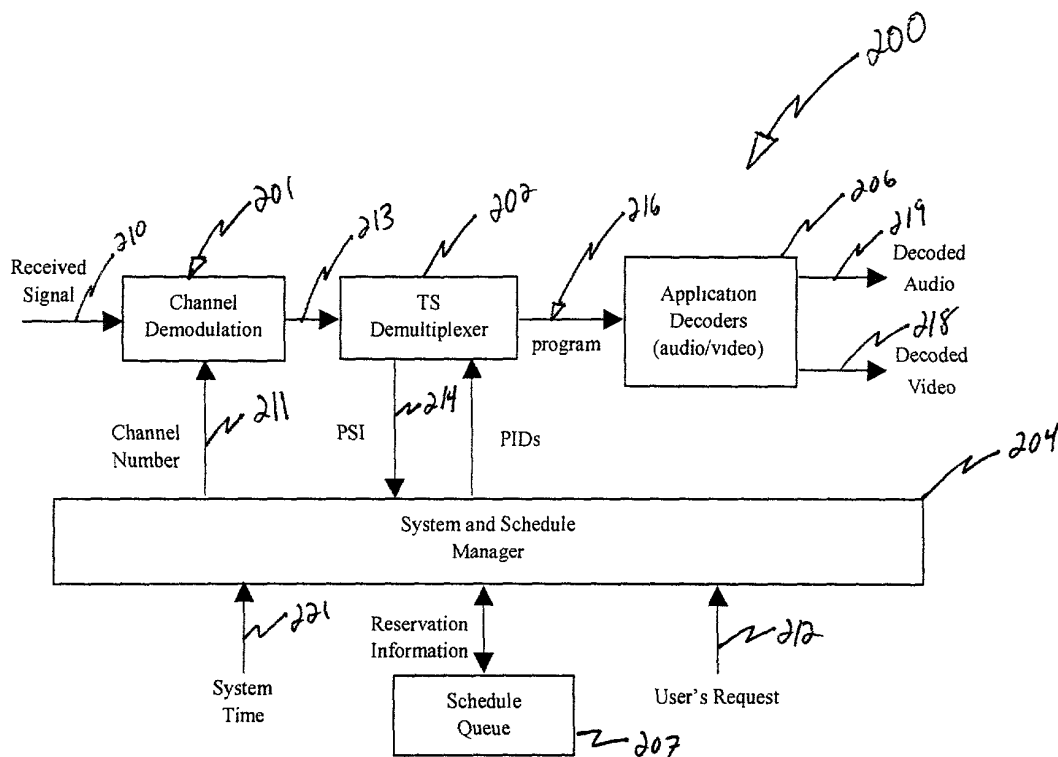 200
201
202
206
210
213
216
219
Received
Signal
Channel
Demodulation
TS
Demultiplexer
program
Application
Decoders
(audio/video)
Decoded
Audio
218
Decoded
Video
Channel
Number
211
PSI
214
PIDs
204
System and Schedule
Manager
221
System
Time
Reservation
Information
Schedule
Queue
207
212
User's Request